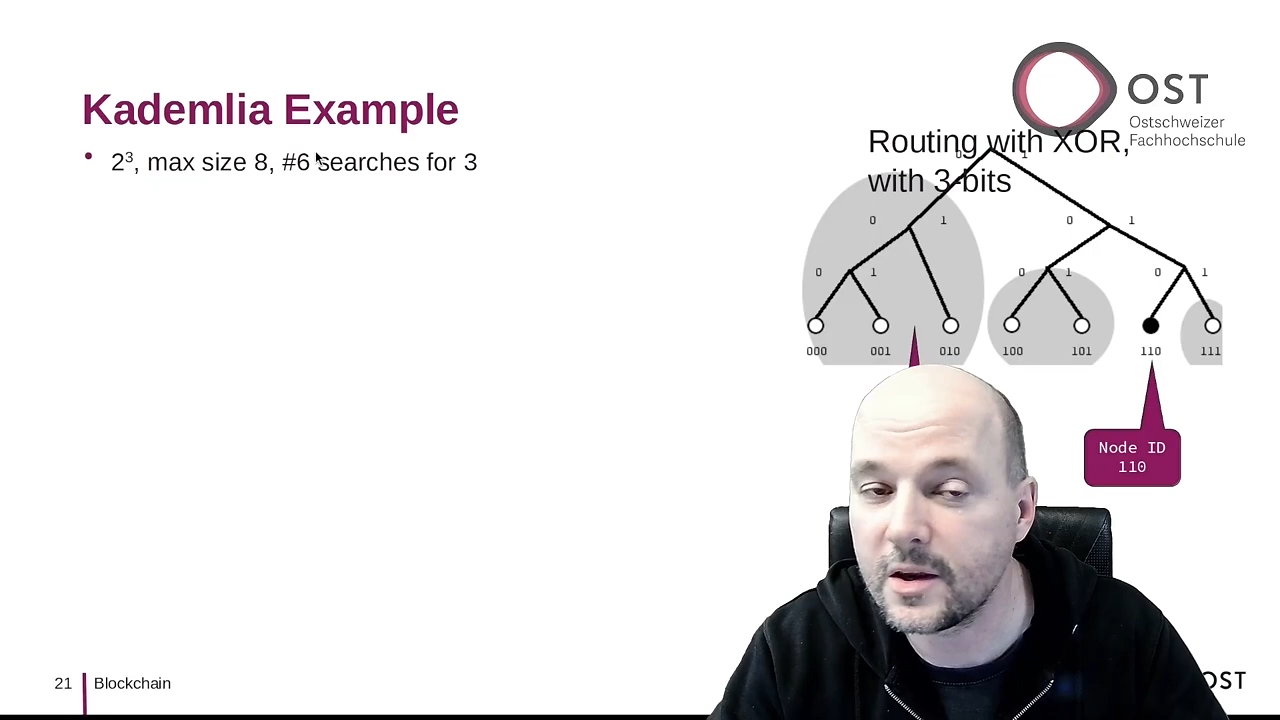 OST
Ostschweizer
Fachhochschule
Kademlia Example
• 2³, max size 8, #6 searches for 3
Routing with XOR,
with 3-bits
0 1
0 1 0 1
0 1 0 1 0 1
000 001 010 100 101 110 111
Node ID
110
21 Blockchain
OST